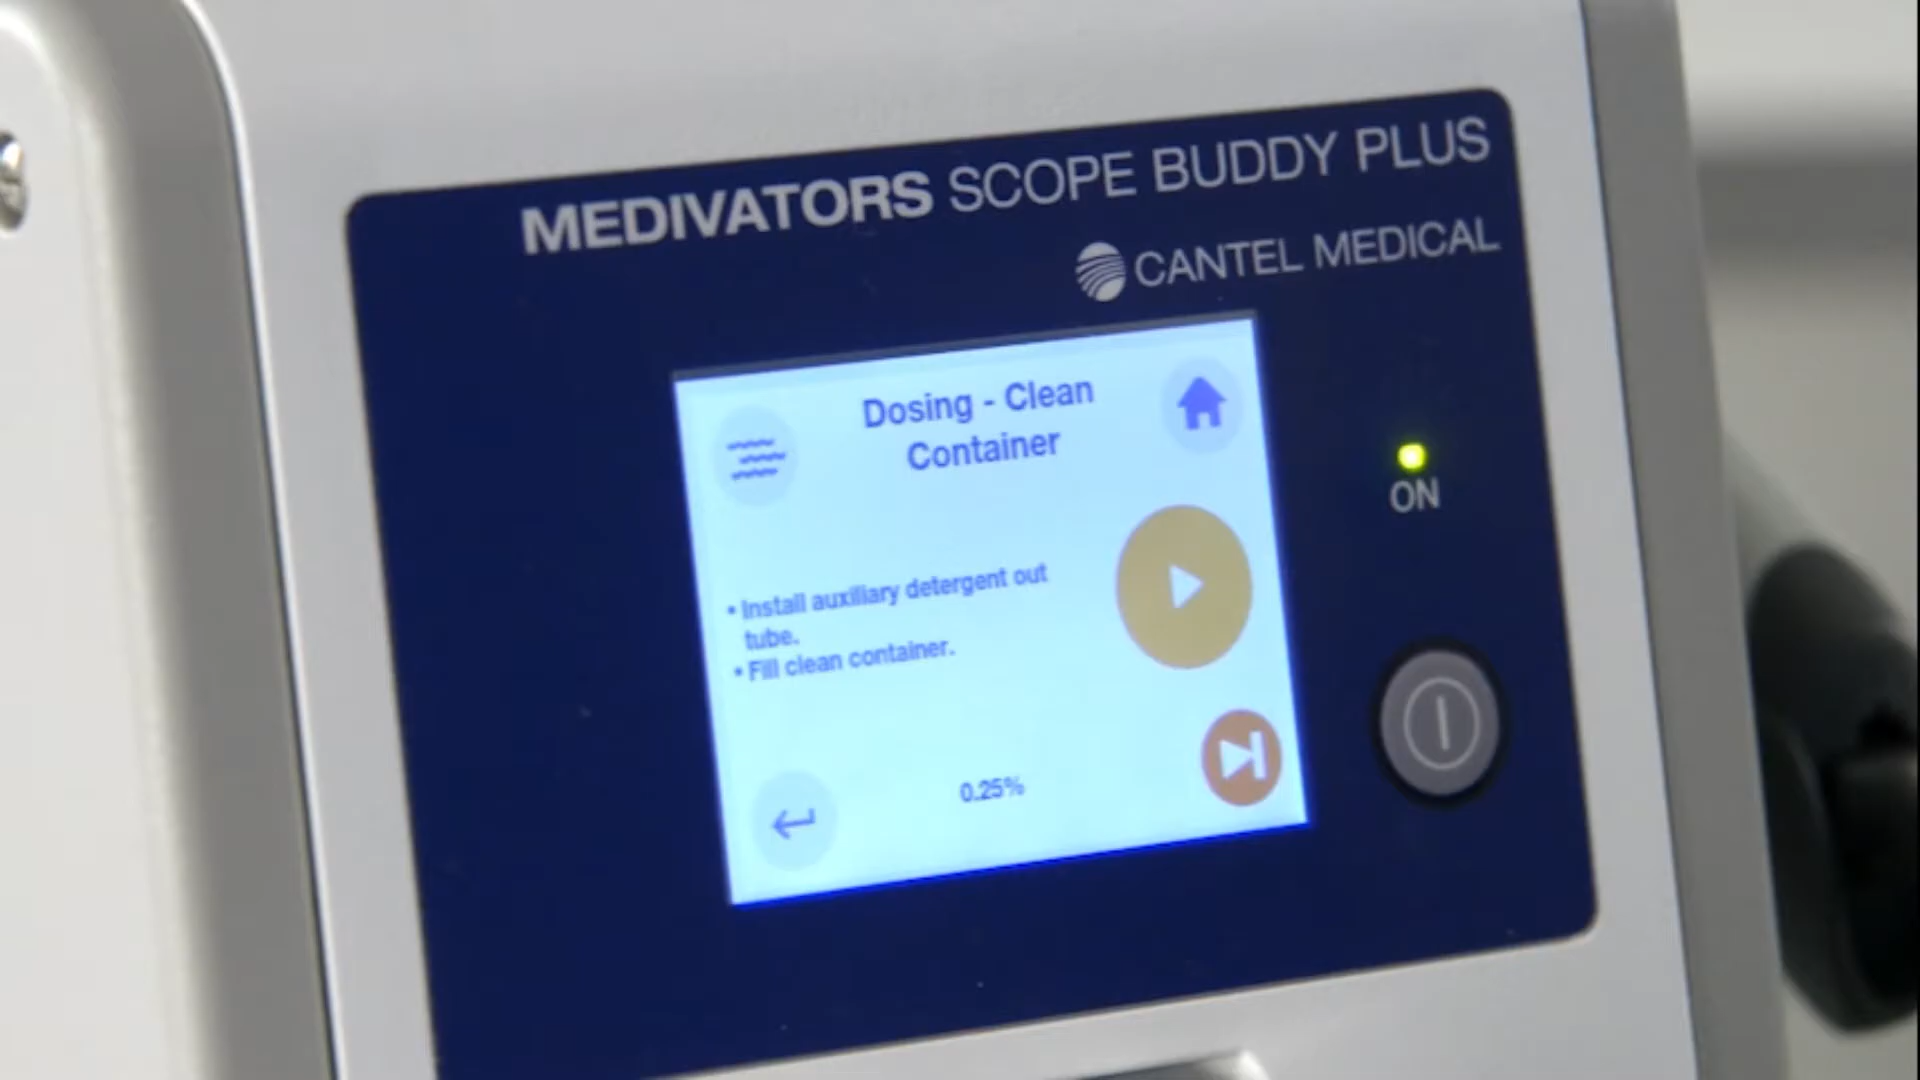 MEDIVATORS SCOPE BUDDY PLUS
CANTEL MEDICAL
Dosing - Clean
Container
• Install auxiliary detergent out
tube.
• Fill clean container.
0.25%
ON